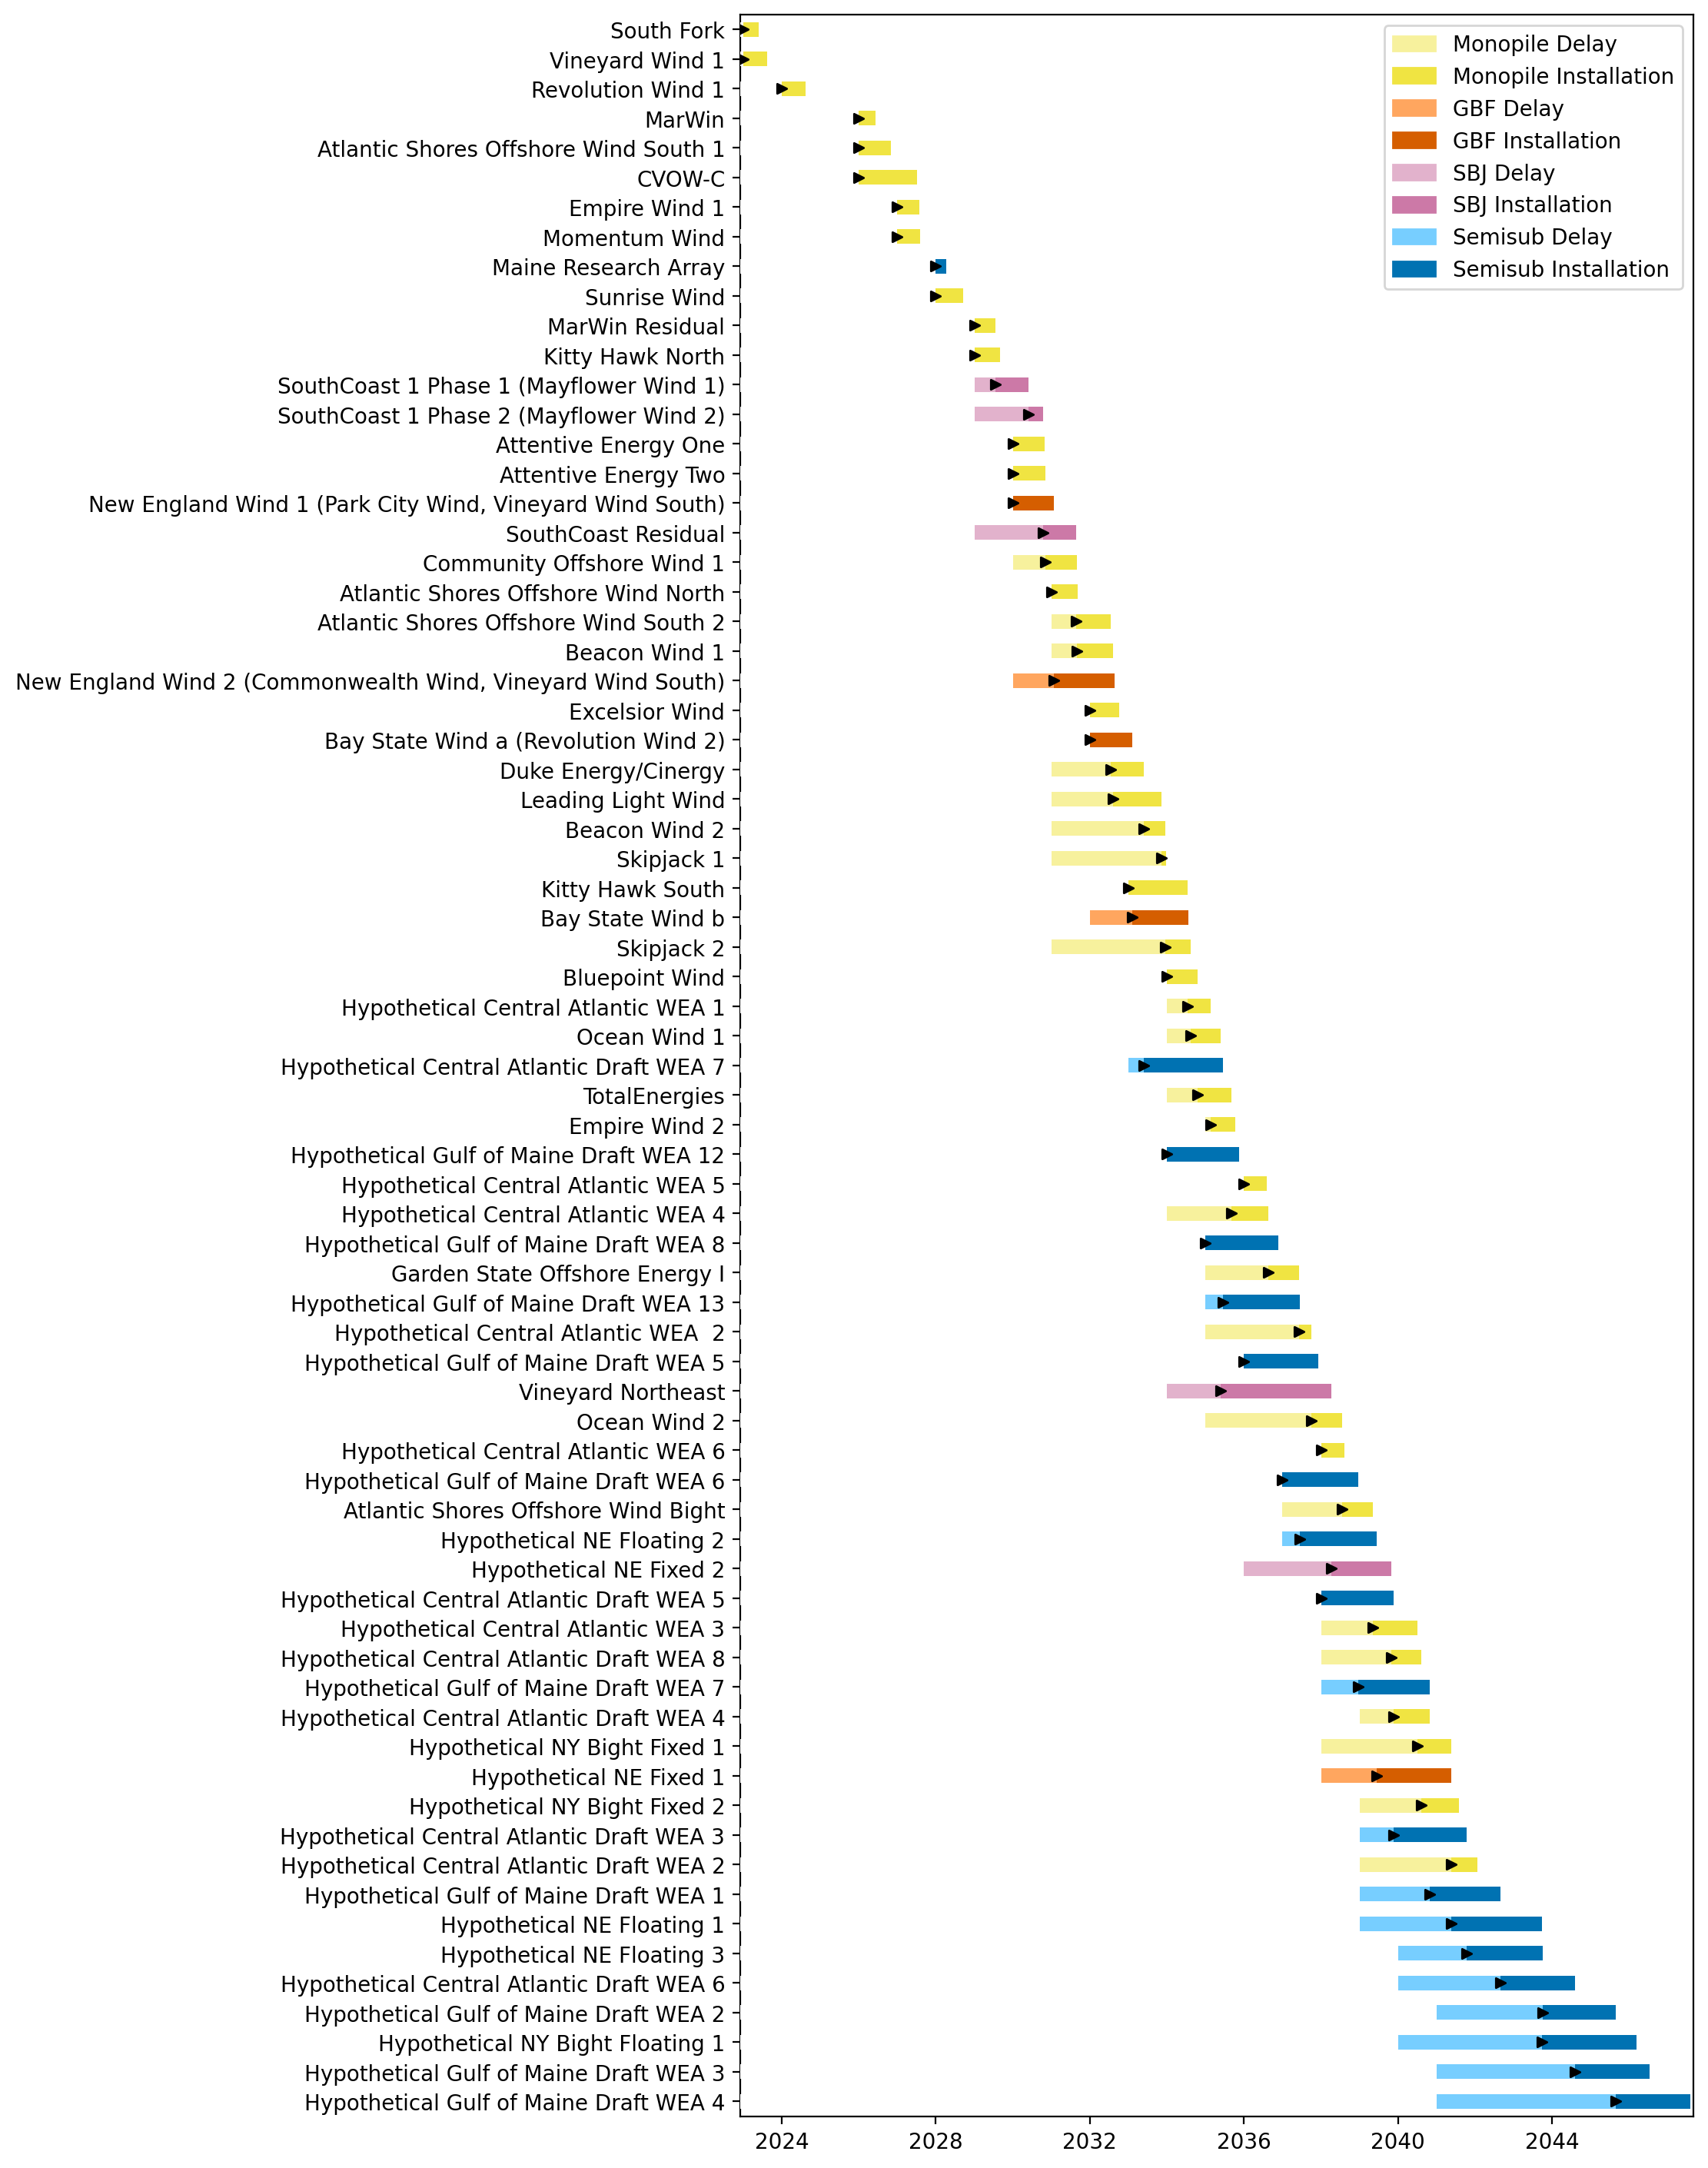 South Fork
Vineyard Wind 1
Revolution Wind 1
MarWin
Atlantic Shores Offshore Wind South 1
CVOW-C
Empire Wind 1
Momentum Wind
Maine Research Array
Sunrise Wind
MarWin Residual
Kitty Hawk North
SouthCoast 1 Phase 1 (Mayflower Wind 1)
SouthCoast 1 Phase 2 (Mayflower Wind 2)
Attentive Energy One
Attentive Energy Two
New England Wind 1 (Park City Wind, Vineyard Wind South)
SouthCoast Residual
Community Offshore Wind 1
Atlantic Shores Offshore Wind North
Atlantic Shores Offshore Wind South 2
Beacon Wind 1
New England Wind 2 (Commonwealth Wind, Vineyard Wind South)
Excelsior Wind
Bay State Wind a (Revolution Wind 2)
Duke Energy/Cinergy
Leading Light Wind
Beacon Wind 2
Skipjack 1
Kitty Hawk South
Bay State Wind b
Skipjack 2
Bluepoint Wind
Hypothetical Central Atlantic WEA 1
Ocean Wind 1
Hypothetical Central Atlantic Draft WEA 7
TotalEnergies
Empire Wind 2
Hypothetical Gulf of Maine Draft WEA 12
Hypothetical Central Atlantic WEA 5
Hypothetical Central Atlantic WEA 4
Hypothetical Gulf of Maine Draft WEA 8
Garden State Offshore Energy I
Hypothetical Gulf of Maine Draft WEA 13
Hypothetical Central Atlantic WEA  2
Hypothetical Gulf of Maine Draft WEA 5
Vineyard Northeast
Ocean Wind 2
Hypothetical Central Atlantic WEA 6
Hypothetical Gulf of Maine Draft WEA 6
Atlantic Shores Offshore Wind Bight
Hypothetical NE Floating 2
Hypothetical NE Fixed 2
Hypothetical Central Atlantic Draft WEA 5
Hypothetical Central Atlantic WEA 3
Hypothetical Central Atlantic Draft WEA 8
Hypothetical Gulf of Maine Draft WEA 7
Hypothetical Central Atlantic Draft WEA 4
Hypothetical NY Bight Fixed 1
Hypothetical NE Fixed 1
Hypothetical NY Bight Fixed 2
Hypothetical Central Atlantic Draft WEA 3
Hypothetical Central Atlantic Draft WEA 2
Hypothetical Gulf of Maine Draft WEA 1
Hypothetical NE Floating 1
Hypothetical NE Floating 3
Hypothetical Central Atlantic Draft WEA 6
Hypothetical Gulf of Maine Draft WEA 2
Hypothetical NY Bight Floating 1
Hypothetical Gulf of Maine Draft WEA 3
Hypothetical Gulf of Maine Draft WEA 4
Monopile Delay
Monopile Installation
GBF Delay
GBF Installation
SBJ Delay
SBJ Installation
Semisub Delay
Semisub Installation
2024 2028 2032 2036 2040 2044